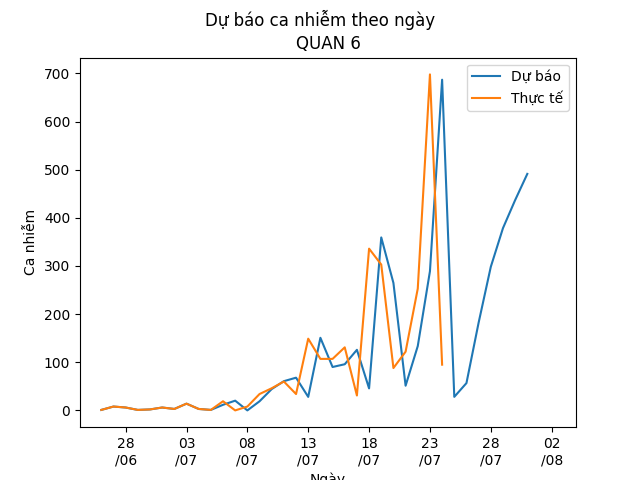 Dự báo ca nhiễm theo ngày
QUAN 6
Dự báo
Thực tế
Ca nhiễm
700
600
500
400
300
200
100
0
28 03 08 13 18 23 28 02
/06 /07 /07 /07 /07 /07 /07 /08
Ngày